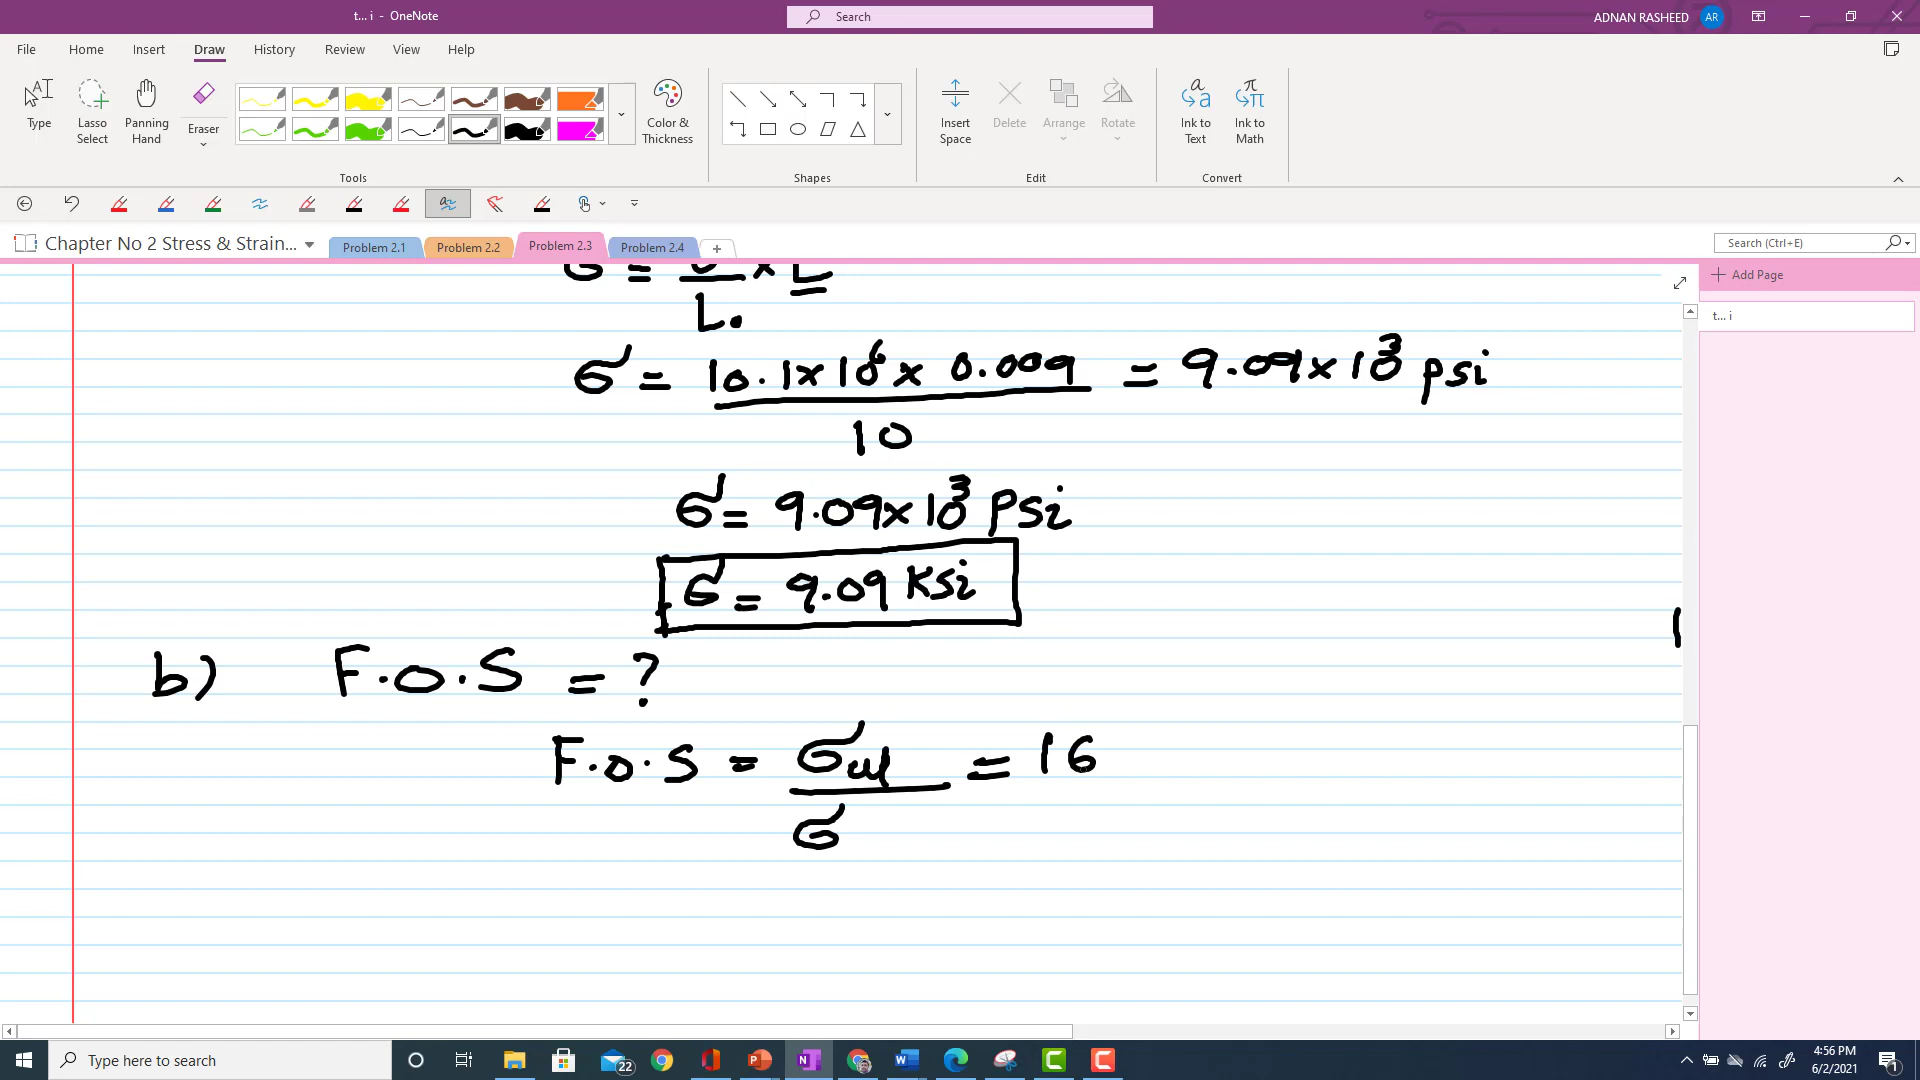 t... i - OneNote
Search
ADNAN RASHEED AR
File Home Insert Draw History Review View Help
Type
Lasso Select
Panning Hand
Eraser
Color & Thickness
Insert Space
Delete
Arrange
Rotate
Ink to Text
Ink to Math
Tools Shapes Edit Convert
Chapter No 2 Stress & Strain... Problem 2.1 Problem 2.2 Problem 2.3 Problem 2.4
Search (Ctrl+E)
Add Page
t... i
L.
σ = 10.1×10⁶ × 0.009 = 9.09×10³ psi
10
σ = 9.09×10³ Psi
σ = 9.09 Ksi
b) F.O.S = ?
F.O.S = σul = 16
σ
Type here to search
22
4:56 PM
6/2/2021
1